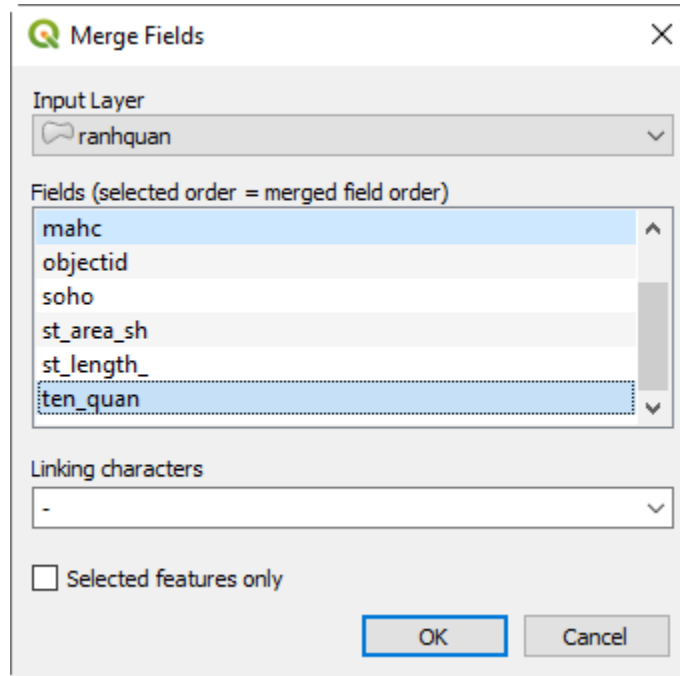 Merge Fields
Input Layer
ranhquan
Fields (selected order = merged field order)
mahc
objectid
soho
st_area_sh
st_length_
ten_quan
Linking characters
-
Selected features only
OK Cancel